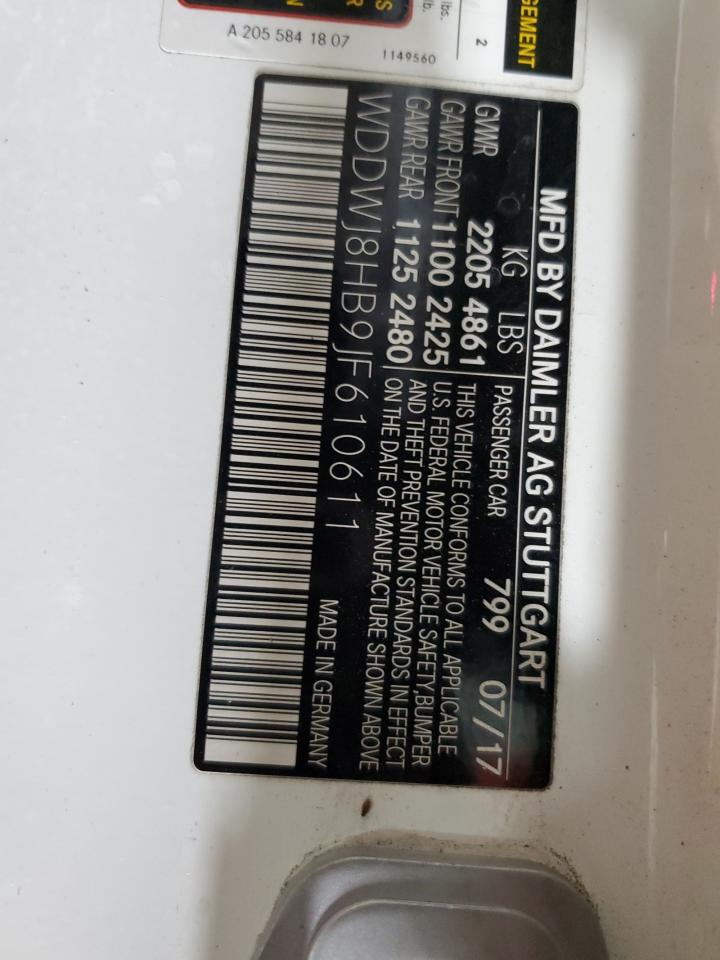 GEMENT
2
lbs.
lb.
S
R
N
A 205 584 18 07
1149560
MFD BY DAIMLER AG STUTTGART
KG LBS PASSENGER CAR 799 07/17
GVWR 2205 4861 THIS VEHICLE CONFORMS TO ALL APPLICABLE
GAWR FRONT 1100 2425 U.S. FEDERAL MOTOR VEHICLE SAFETY,BUMPER
GAWR REAR 1125 2480 AND THEFT PREVENTION STANDARDS IN EFFECT
ON THE DATE OF MANUFACTURE SHOWN ABOVE
WDDWJ8HB9JF610611 MADE IN GERMANY